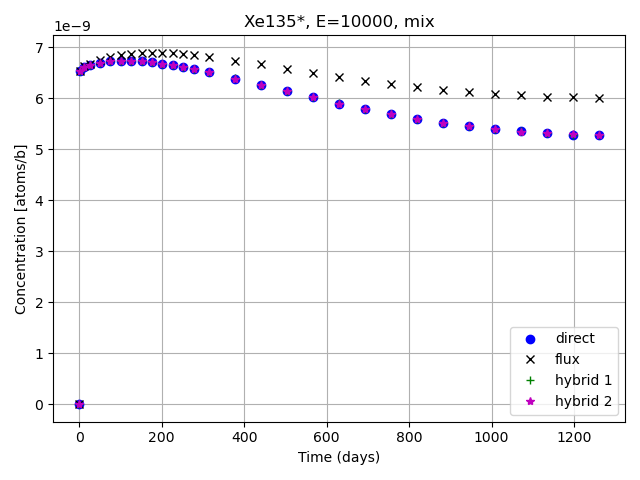 Xe135*, E=10000, mix
1e−9
7
6
5
4
3
2
1
0
Concentration [atoms/b]
0 200 400 600 800 1000 1200
Time (days)
direct
flux
hybrid 1
hybrid 2